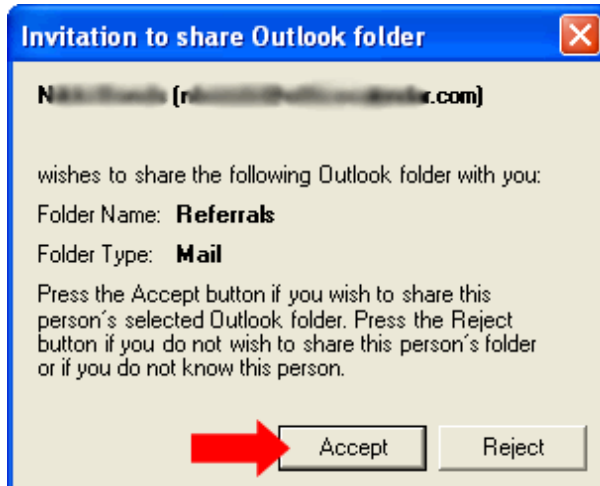 Invitation to share Outlook folder
wishes to share the following Outlook folder with you:
Folder Name: Referrals
Folder Type: Mail
Press the Accept button if you wish to share this
person's selected Outlook folder. Press the Reject
button if you do not wish to share this person's folder
or if you do not know this person.
Accept Reject